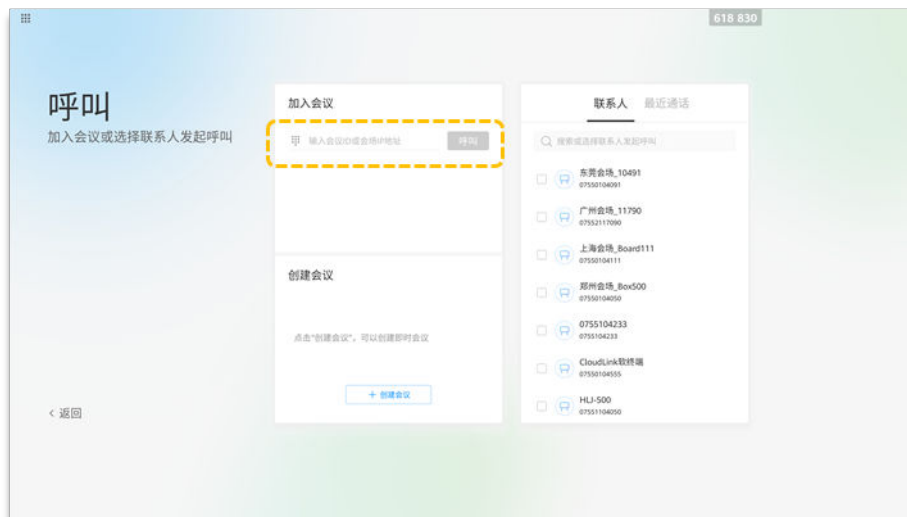 618 830
呼叫
加入会议或选择联系人发起呼叫
加入会议
输入会议ID或会场IP地址
呼叫
创建会议
点击"创建会议"，可以创建即时会议
+ 创建会议
< 返回
联系人 最近通话
搜索或选择联系人发起呼叫
东莞会场_10491
07550104091
广州会场_11790
07552117090
上海会场_Board111
07550104111
郑州会场_Box500
07550104050
0755104233
0755104233
CloudLink软终端
07550104555
HLJ-500
07551104050